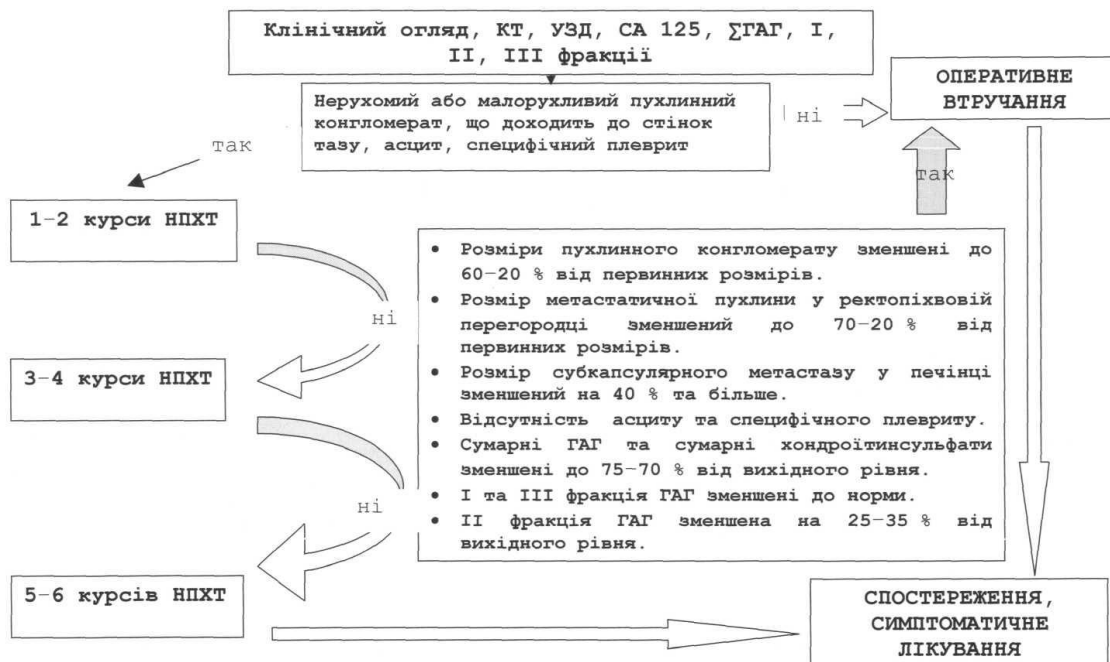 Клінічний огляд, КТ, УЗД, СА 125, ∑ГАГ, I,
II, III фракції
ОПЕРАТИВНЕ
ВТРУЧАННЯ
Нерухомий або малорухливий пухлинний
конгломерат, що доходить до стінок
тазу, асцит, специфічний плеврит
ні
так
так
1−2 курси НПХТ
• Розміри пухлинного конгломерату зменшені до
60−20 % від первинних розмірів.
• Розмір метастатичної пухлини у ректопіхвовій
перегородці зменшений до 70−20 % від
первинних розмірів.
• Розмір субкапсулярного метастазу у печінці
зменшений на 40 % та більше.
• Відсутність асциту та специфічного плевриту.
• Сумарні ГАГ та сумарні хондроїтинсульфати
зменшені до 75−70 % від вихідного рівня.
• I та III фракція ГАГ зменшені до норми.
• II фракція ГАГ зменшена на 25−35 % від
вихідного рівня.
ні
3−4 курси НПХТ
ні
5−6 курсів НПХТ
СПОСТЕРЕЖЕННЯ,
СИМПТОМАТИЧНЕ
ЛІКУВАННЯ